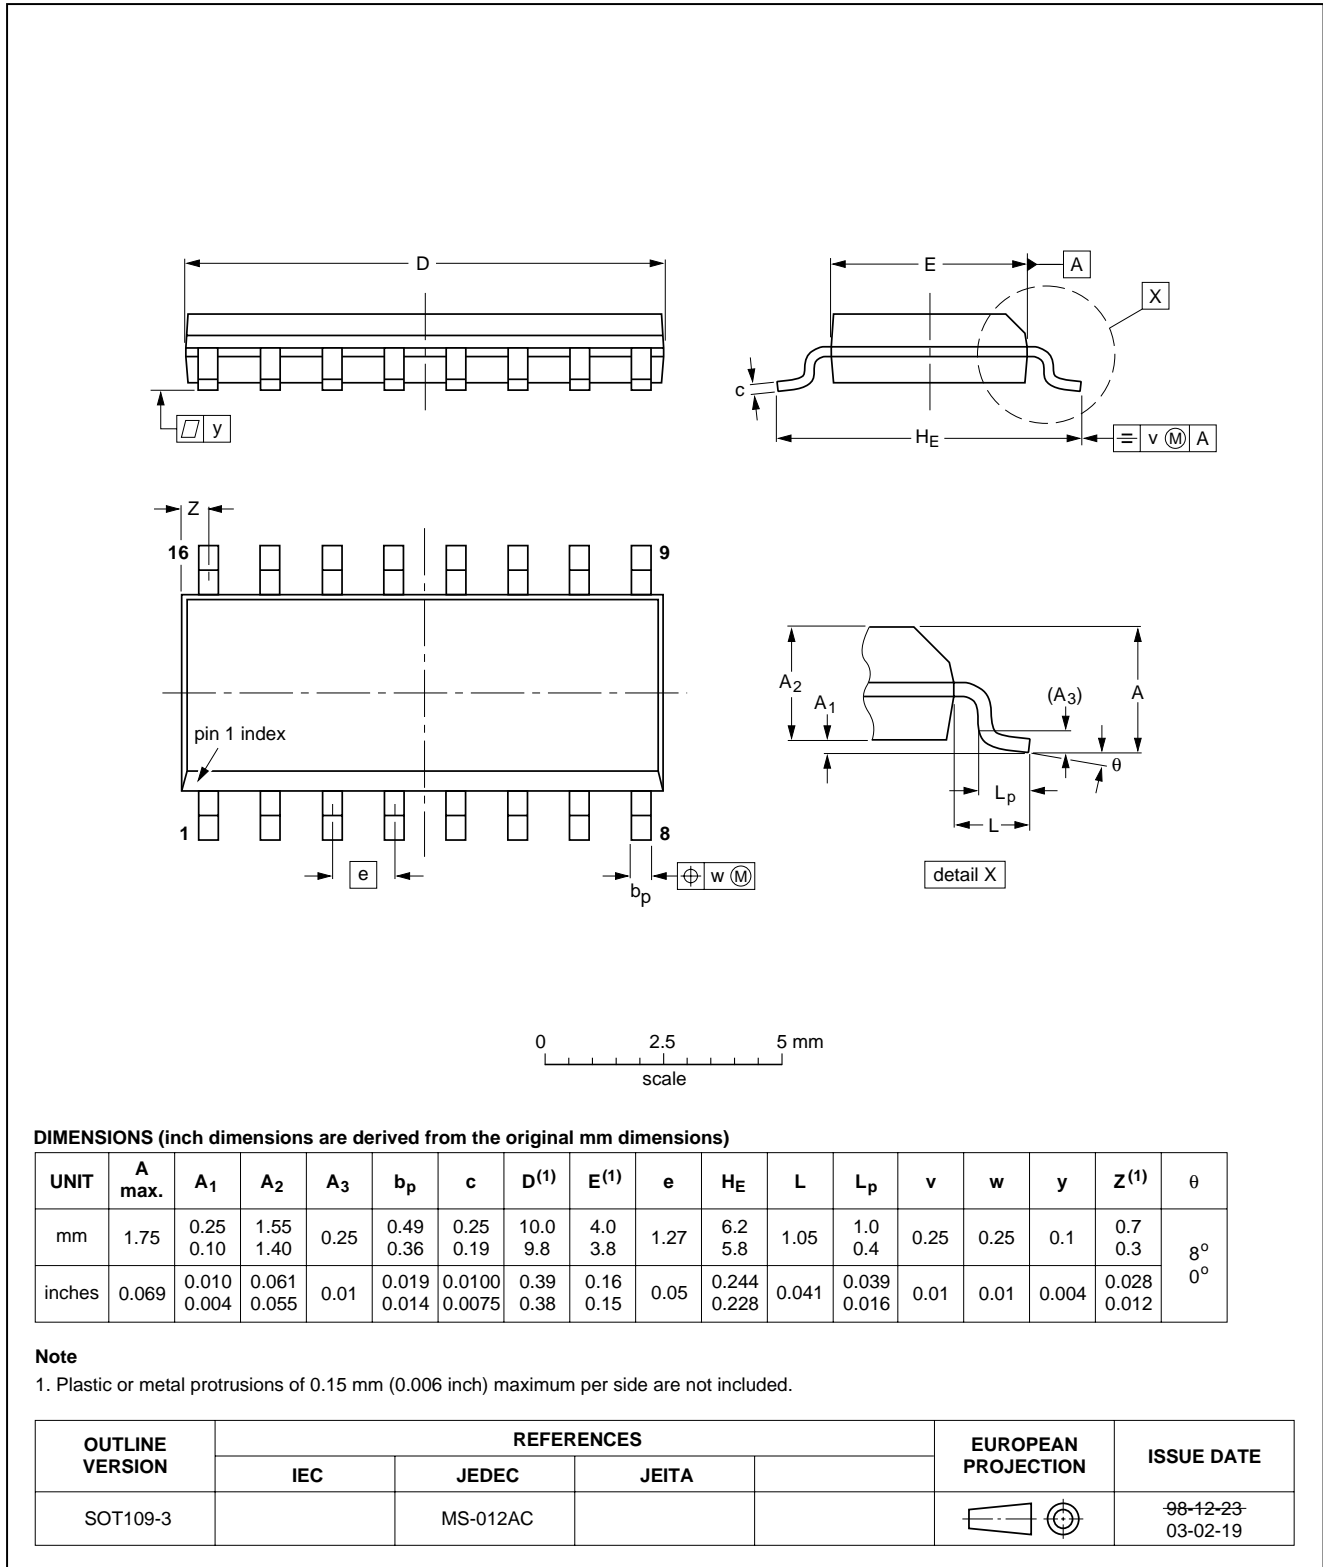 D
E
A
X
c
y
HE
v M A
Z
16
9
pin 1 index
1
8
e
bp
w M
A2
A1
(A3)
A
θ
Lp
L
detail X
0 2.5 5 mm
scale
DIMENSIONS (inch dimensions are derived from the original mm dimensions)
UNIT A max. A1 A2 A3 bp c D(1) E(1) e HE L Lp v w y Z(1) θ
mm 1.75 0.25 0.10 1.55 1.40 0.25 0.49 0.36 0.25 0.19 10.0 9.8 4.0 3.8 1.27 6.2 5.8 1.05 1.0 0.4 0.25 0.25 0.1 0.7 0.3 8o 0o
inches 0.069 0.010 0.004 0.061 0.055 0.01 0.019 0.014 0.0100 0.0075 0.39 0.38 0.16 0.15 0.05 0.244 0.228 0.041 0.039 0.016 0.01 0.01 0.004 0.028 0.012
Note
1. Plastic or metal protrusions of 0.15 mm (0.006 inch) maximum per side are not included.
OUTLINE VERSION REFERENCES EUROPEAN PROJECTION ISSUE DATE
IEC JEDEC JEITA
SOT109-3 MS-012AC 98-12-23
03-02-19